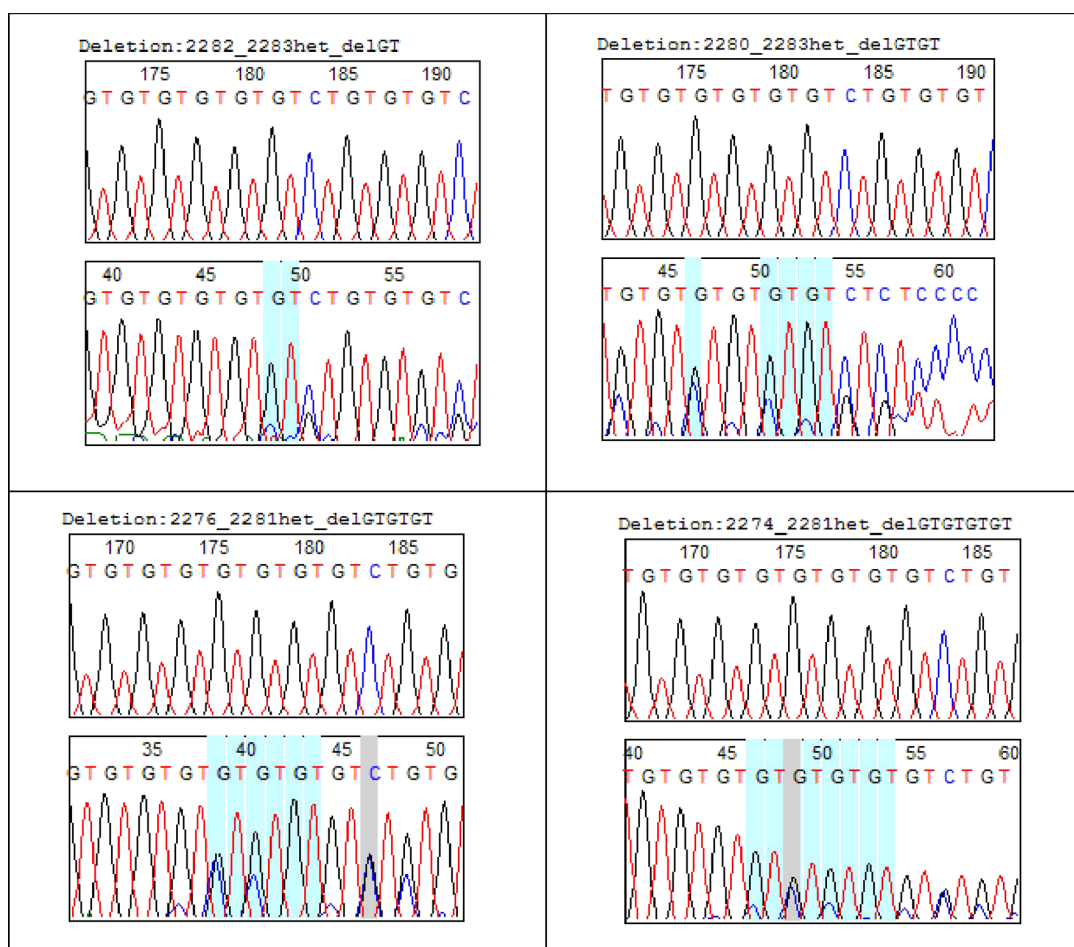 Deletion:2282_2283het_delGT
175 180 185 190
GTGTGTGTGTGTCTGTGTGTC
40 45 50 55
GTGTGTGTGTGTCTGTGTGTC
Deletion:2280_2283het_delGTGT
175 180 185 190
TGTGTGTGTGTGTCTGTGTGT
45 50 55 60
TGTGTGTGTGTGTCTCTCCCC
Deletion:2276_2281het_delGTGTGT
170 175 180 185
GTGTGTGTGTGTGTGTCTGTG
35 40 45 50
GTGTGTGTGTGTGTGTCTGTG
Deletion:2274_2281het_delGTGTGTGT
170 175 180 185
TGTGTGTGTGTGTGTGTCTGT
40 45 50 55 60
TGTGTGTGTGTGTGTGTCTGT